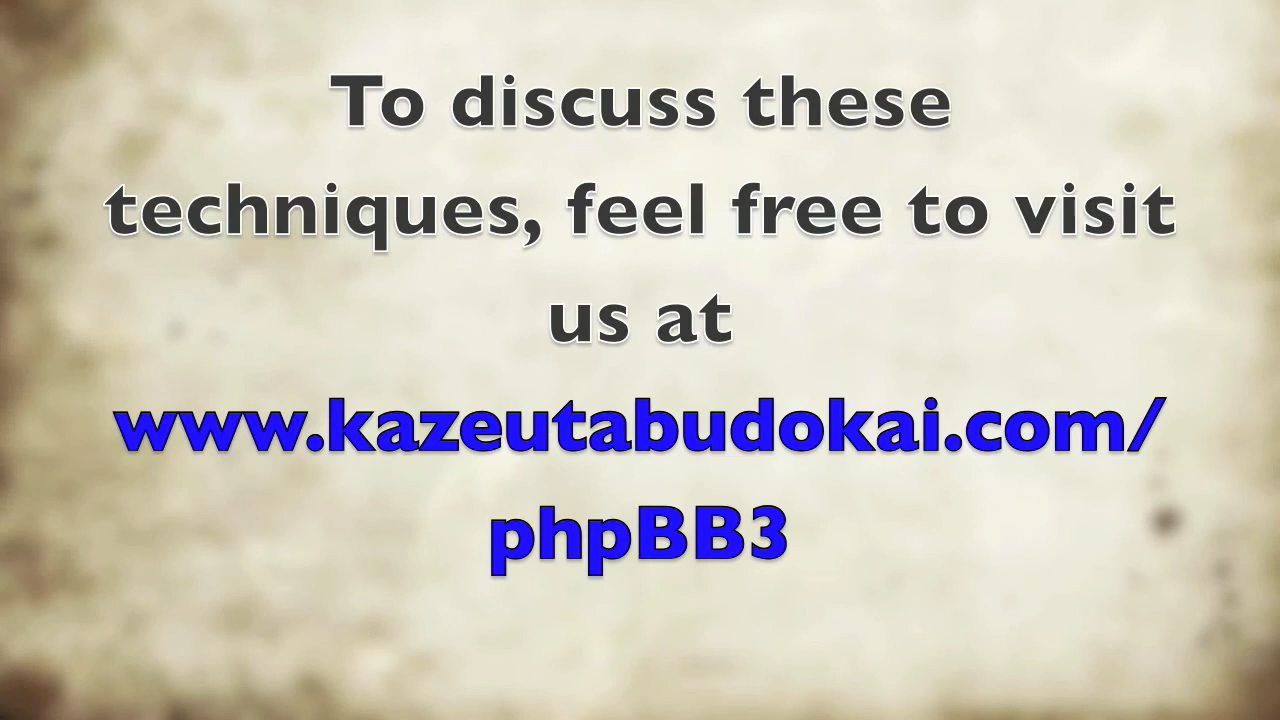 To discuss these
techniques, feel free to visit
us at
www.kazeutabudokai.com/
phpBB3